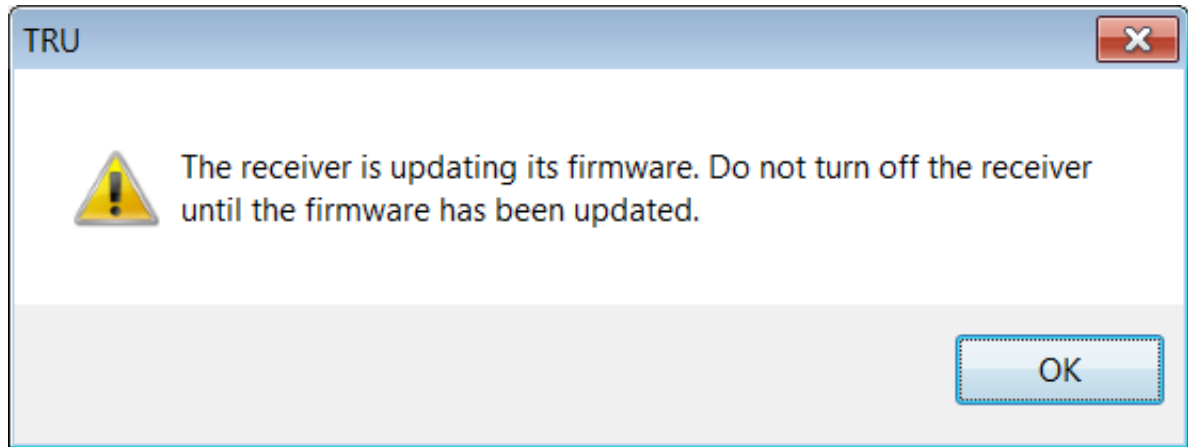 TRU
The receiver is updating its firmware. Do not turn off the receiver
until the firmware has been updated.
OK